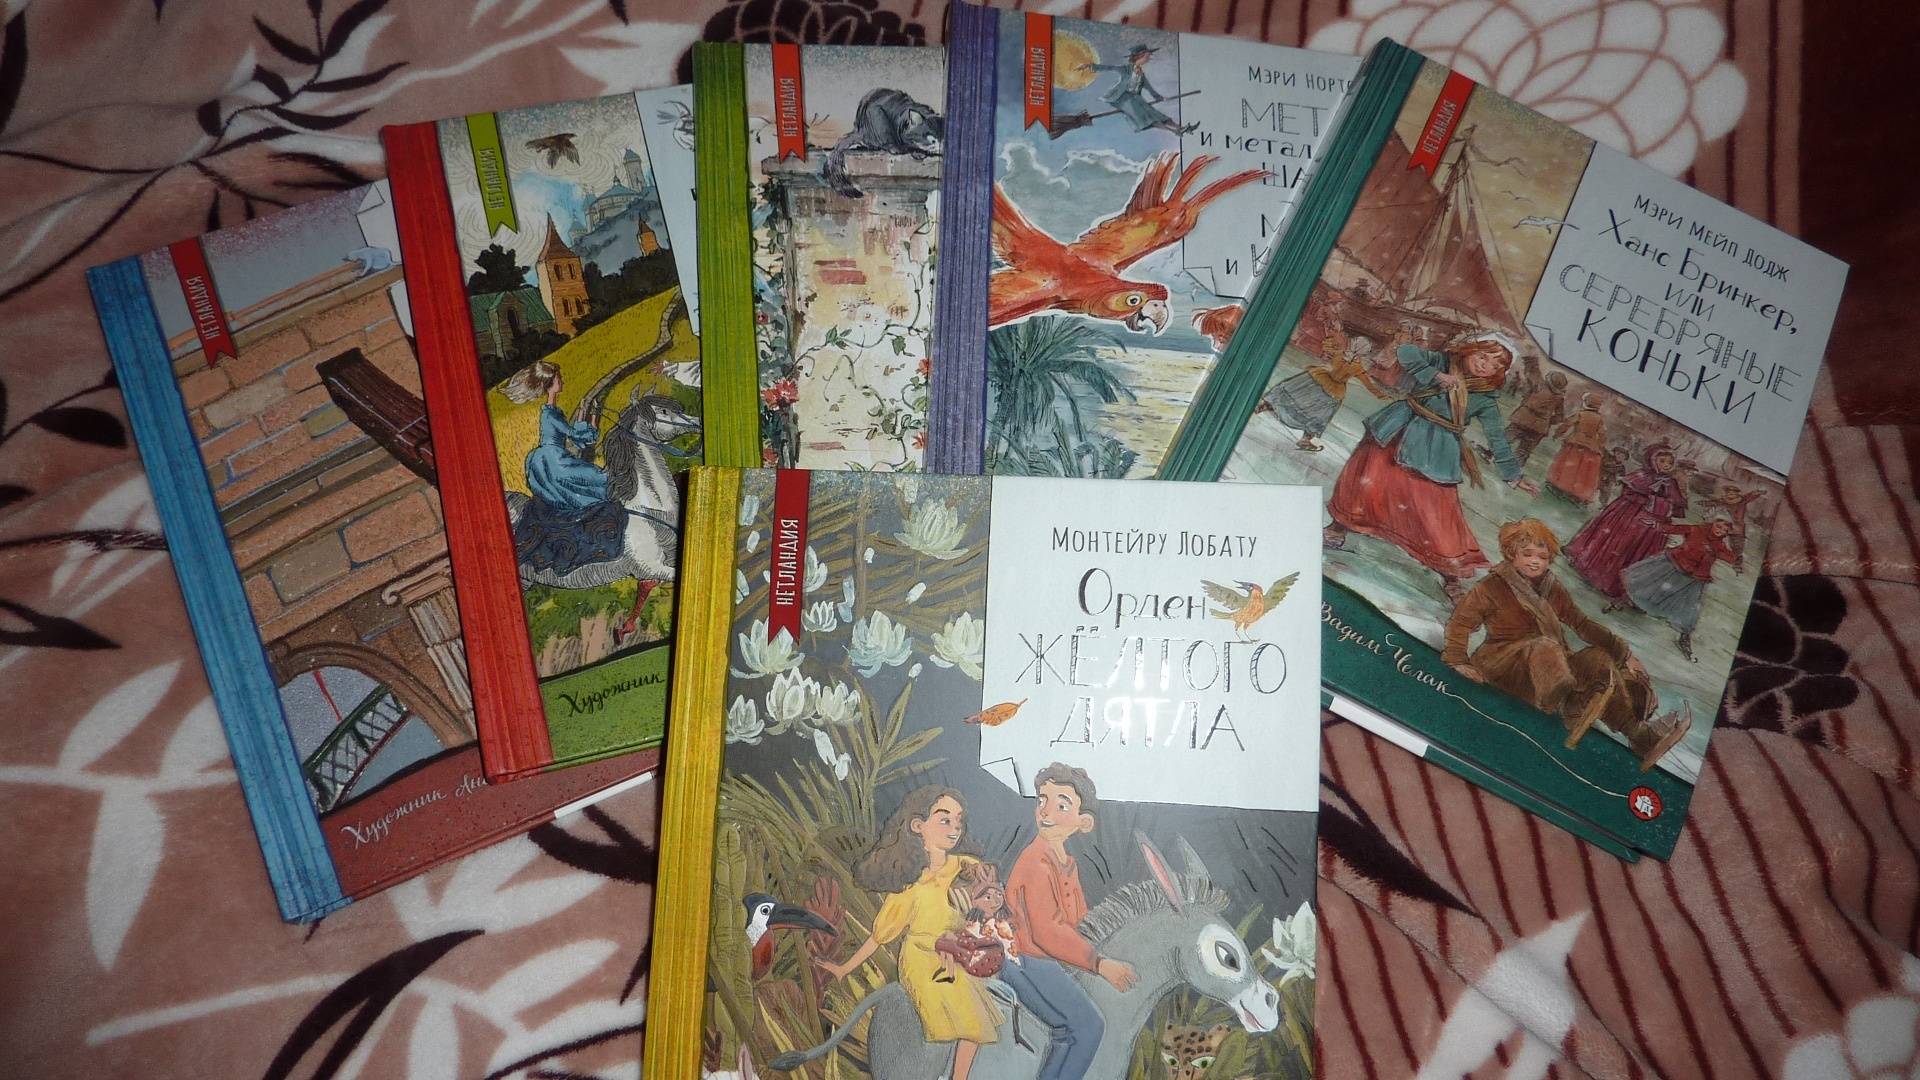 НЕТЛАНДИЯ
Художник
НЕТЛАНДИЯ
Художник
НЕТЛАНДИЯ
НЕТЛАНДИЯ
МЭРИ
и
и
НЕТЛАНДИЯ
МЭРИ МЕЙП ДОДЖ
Ханс Бринкер,
или
СЕРЕБРЯНЫЕ
КОНЬКИ
Вадим Челак
НЕТЛАНДИЯ
МОНТЕЙРУ ЛОБАТУ
Орден
ЖЁЛТОГО
ДЯТЛА